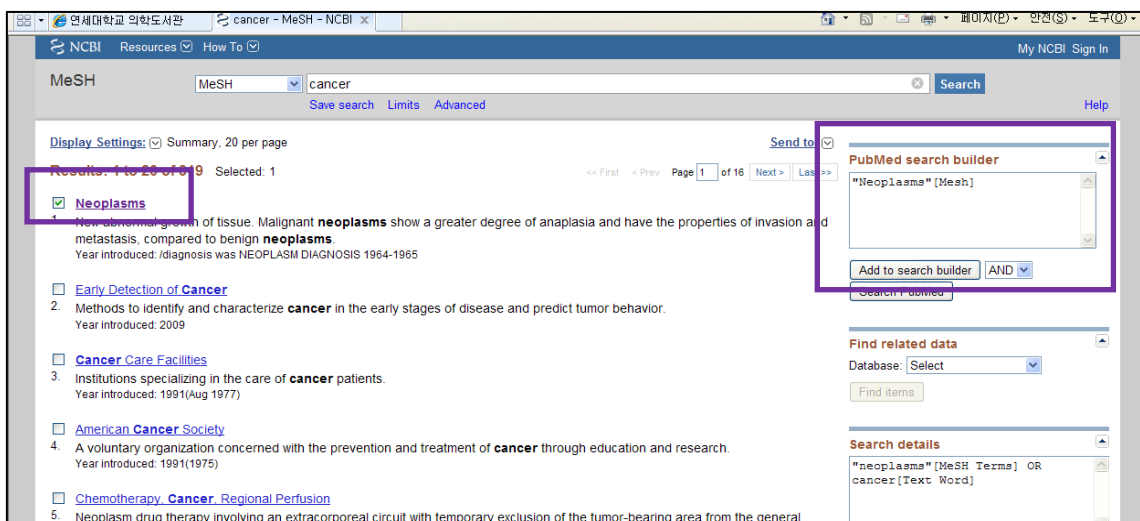 연세대학교 의학도서관
cancer - MeSH - NCBI
페이지(P)
안전(S)
도구(O)
NCBI Resources How To
My NCBI Sign In
MeSH
MeSH
cancer
Search
Save search Limits Advanced
Help
Display Settings: Summary, 20 per page
Send to:
Results: 1 to 20 of 319 Selected: 1
<< First < Prev Page 1 of 16 Next > Last >>
Neoplasms
1. New abnormal growth of tissue. Malignant neoplasms show a greater degree of anaplasia and have the properties of invasion and
metastasis, compared to benign neoplasms.
Year introduced: /diagnosis was NEOPLASM DIAGNOSIS 1964-1965
Early Detection of Cancer
2. Methods to identify and characterize cancer in the early stages of disease and predict tumor behavior.
Year introduced: 2009
Cancer Care Facilities
3. Institutions specializing in the care of cancer patients.
Year introduced: 1991(Aug 1977)
American Cancer Society
4. A voluntary organization concerned with the prevention and treatment of cancer through education and research.
Year introduced: 1991(1975)
Chemotherapy, Cancer, Regional Perfusion
5. Neoplasm drug therapy involving an extracorporeal circuit with temporary exclusion of the tumor-bearing area from the general
PubMed search builder
"Neoplasms"[Mesh]
Add to search builder AND
Search PubMed
Find related data
Database: Select
Find items
Search details
"neoplasms"[MeSH Terms] OR
cancer[Text Word]